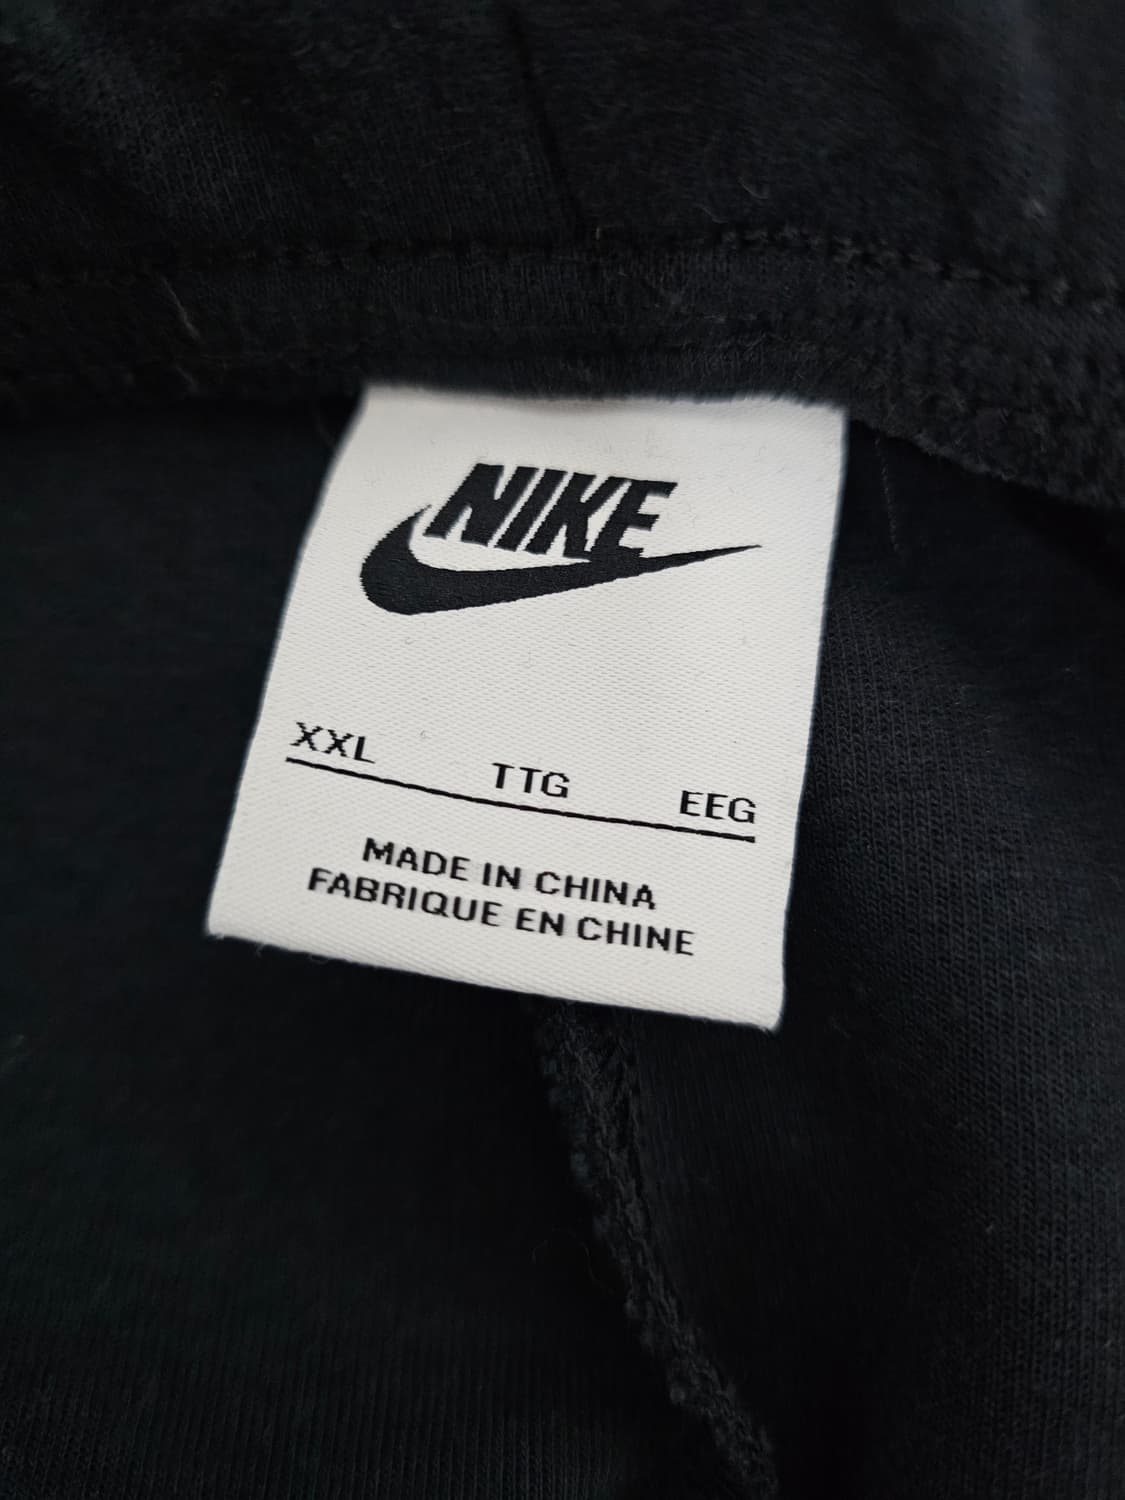 NIKE
XXL TTG EEG
MADE IN CHINA
FABRIQUE EN CHINE